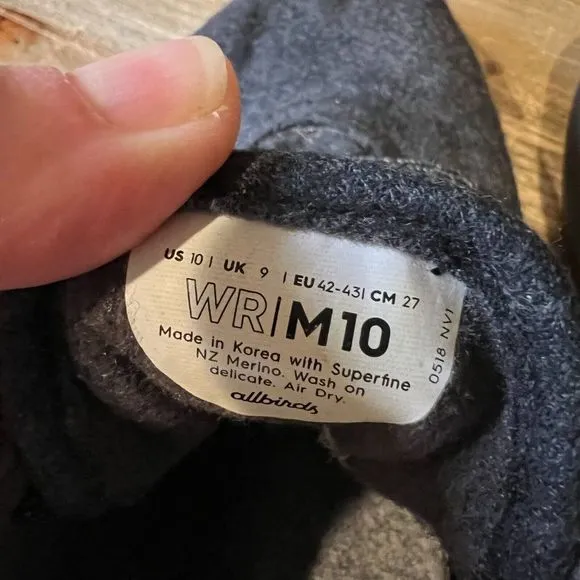 US 10 | UK 9 | EU 42-43| CM 27
WR|M10
Made in Korea with Superfine
NZ Merino. Wash on
delicate. Air Dry.
allbirds
0518 NVI